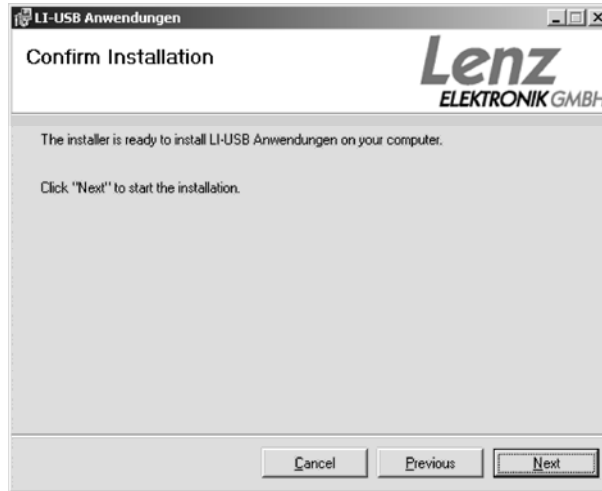 LI-USB Anwendungen
Confirm Installation
Lenz
ELEKTRONIK GMBH
The installer is ready to install LI-USB Anwendungen on your computer.
Click "Next" to start the installation.
Cancel
Previous
Next